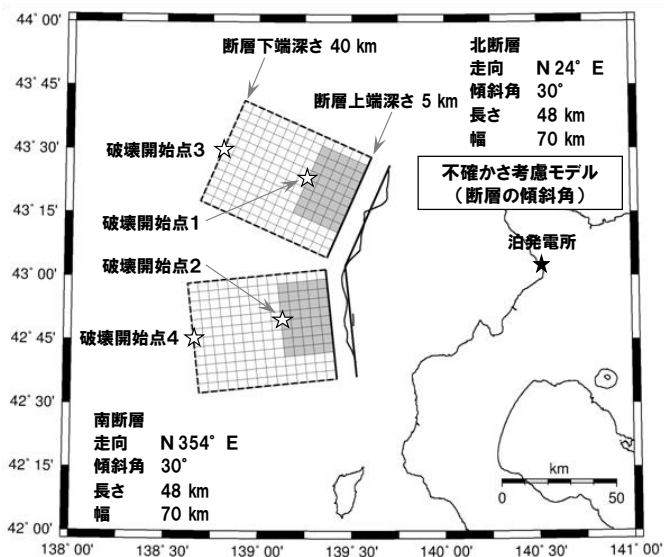 44° 00'
43° 45'
43° 30'
43° 15'
43° 00'
42° 45'
42° 30'
42° 15'
42° 00'
138° 00'
138° 30'
139° 00'
139° 30'
140° 00'
140° 30'
141° 00'
断層下端深さ 40 km
断層上端深さ 5 km
北断層
走向 N 24° E
傾斜角 30°
長さ 48 km
幅 70 km
不確かさ考慮モデル
(断層の傾斜角)
破壊開始点3
破壊開始点1
破壊開始点2
破壊開始点4
泊発電所
南断層
走向 N 354° E
傾斜角 30°
長さ 48 km
幅 70 km
km
0 50